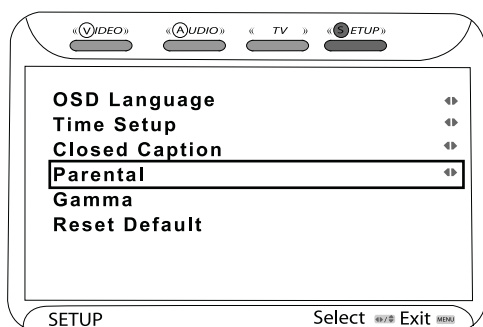 «VIDEO» «AUDIO» « TV » «SETUP»
OSD Language
Time Setup
Closed Caption
Parental
Gamma
Reset Default
SETUP Select Exit MENU